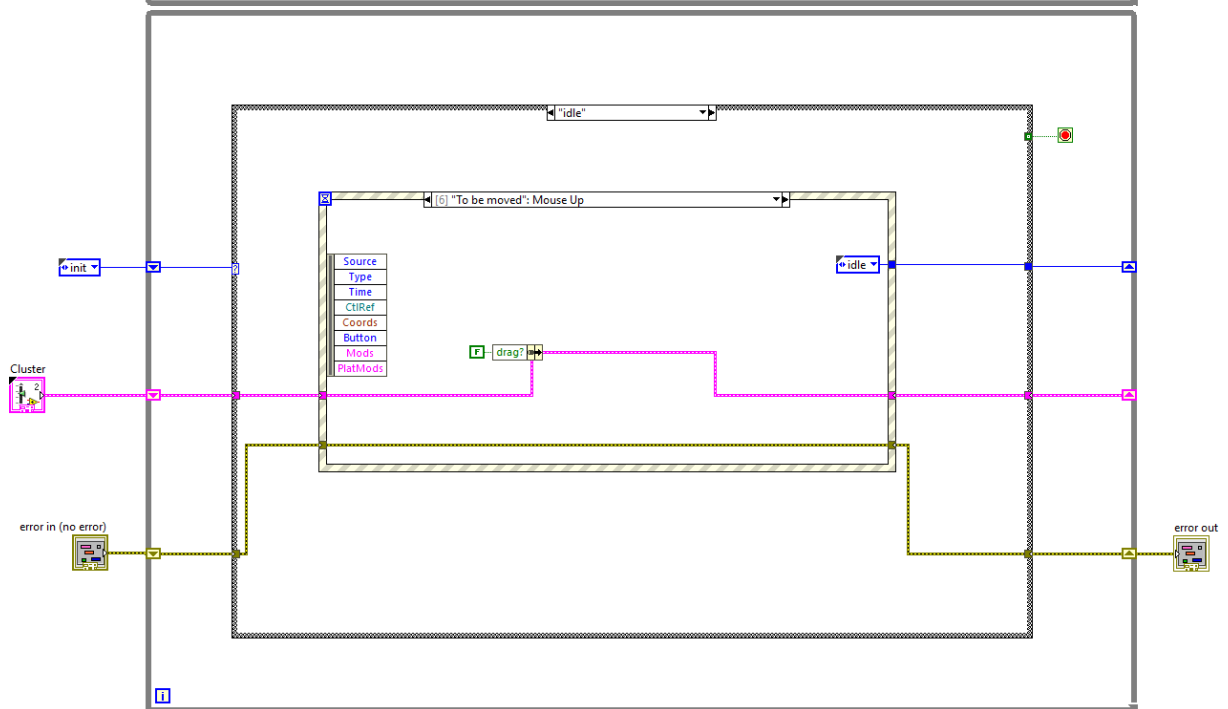 "idle"
[6] "To be moved": Mouse Up
Source
Type
Time
CtlRef
Coords
Button
Mods
PlatMods
init
idle
F
drag?
Cluster
2
error in (no error)
error out
?
i